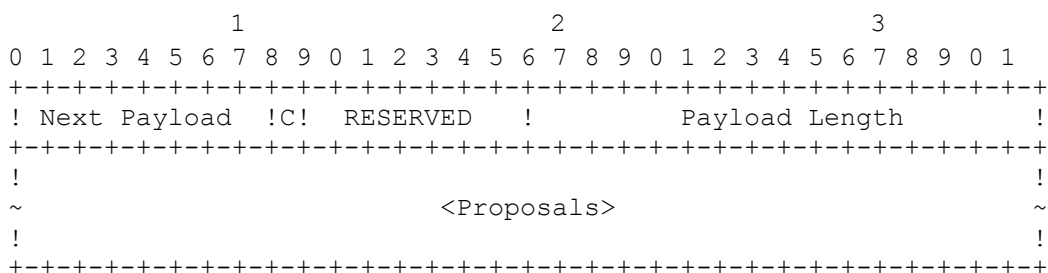 1                   2                   3
 0 1 2 3 4 5 6 7 8 9 0 1 2 3 4 5 6 7 8 9 0 1 2 3 4 5 6 7 8 9 0 1
+-+-+-+-+-+-+-+-+-+-+-+-+-+-+-+-+-+-+-+-+-+-+-+-+-+-+-+-+-+-+-+-+
! Next Payload  !C!  RESERVED   !         Payload Length        !
+-+-+-+-+-+-+-+-+-+-+-+-+-+-+-+-+-+-+-+-+-+-+-+-+-+-+-+-+-+-+-+-+
!                                                               !
~                          <Proposals>                          ~
!                                                               !
+-+-+-+-+-+-+-+-+-+-+-+-+-+-+-+-+-+-+-+-+-+-+-+-+-+-+-+-+-+-+-+-+